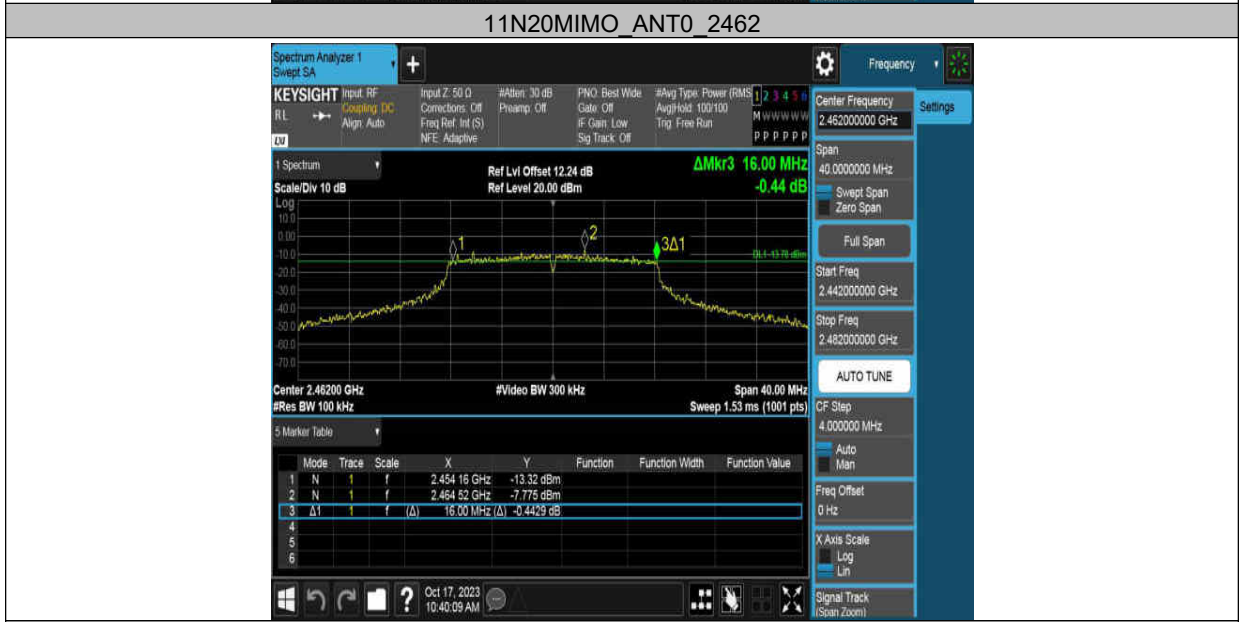 11N20MIMO_ANT0_2462
Spectrum Analyzer 1
Swept SA
+
Frequency
KEYSIGHT
RL
Input: RF
Coupling: DC
Align: Auto
Input Z: 50 Ω
Corrections: Off
Freq Ref: Int (S)
NFE: Adaptive
#Atten: 30 dB
Preamp: Off
PNO: Best Wide
Gate: Off
IF Gain: Low
Sig Track: Off
#Avg Type: Power (RMS
Avg|Hold: 100/100
Trig: Free Run
1 2 3 4 5 6
M W W W W W
P P P P P P
Center Frequency
2.462000000 GHz
Settings
Span
40.0000000 MHz
Swept Span
Zero Span
Full Span
Start Freq
2.442000000 GHz
Stop Freq
2.482000000 GHz
AUTO TUNE
CF Step
4.000000 MHz
Auto
Man
Freq Offset
0 Hz
X Axis Scale
Log
Lin
Signal Track
(Span Zoom)
1 Spectrum
Scale/Div 10 dB
Ref Lvl Offset 12.24 dB
Ref Level 20.00 dBm
ΔMkr3 16.00 MHz
-0.44 dB
Log
10.0
0.00
-10.0
-20.0
-30.0
-40.0
-50.0
-60.0
-70.0
1
2
3Δ1
DL1 -13.78 dBm
Center 2.46200 GHz
#Res BW 100 kHz
#Video BW 300 kHz
Span 40.00 MHz
Sweep 1.53 ms (1001 pts)
5 Marker Table
Mode Trace Scale X Y Function Function Width Function Value
1 N 1 f 2.454 16 GHz -13.32 dBm
2 N 1 f 2.464 52 GHz -7.775 dBm
3 Δ1 1 f (Δ) 16.00 MHz (Δ) -0.4429 dB
4
5
6
?
Oct 17, 2023
10:40:09 AM